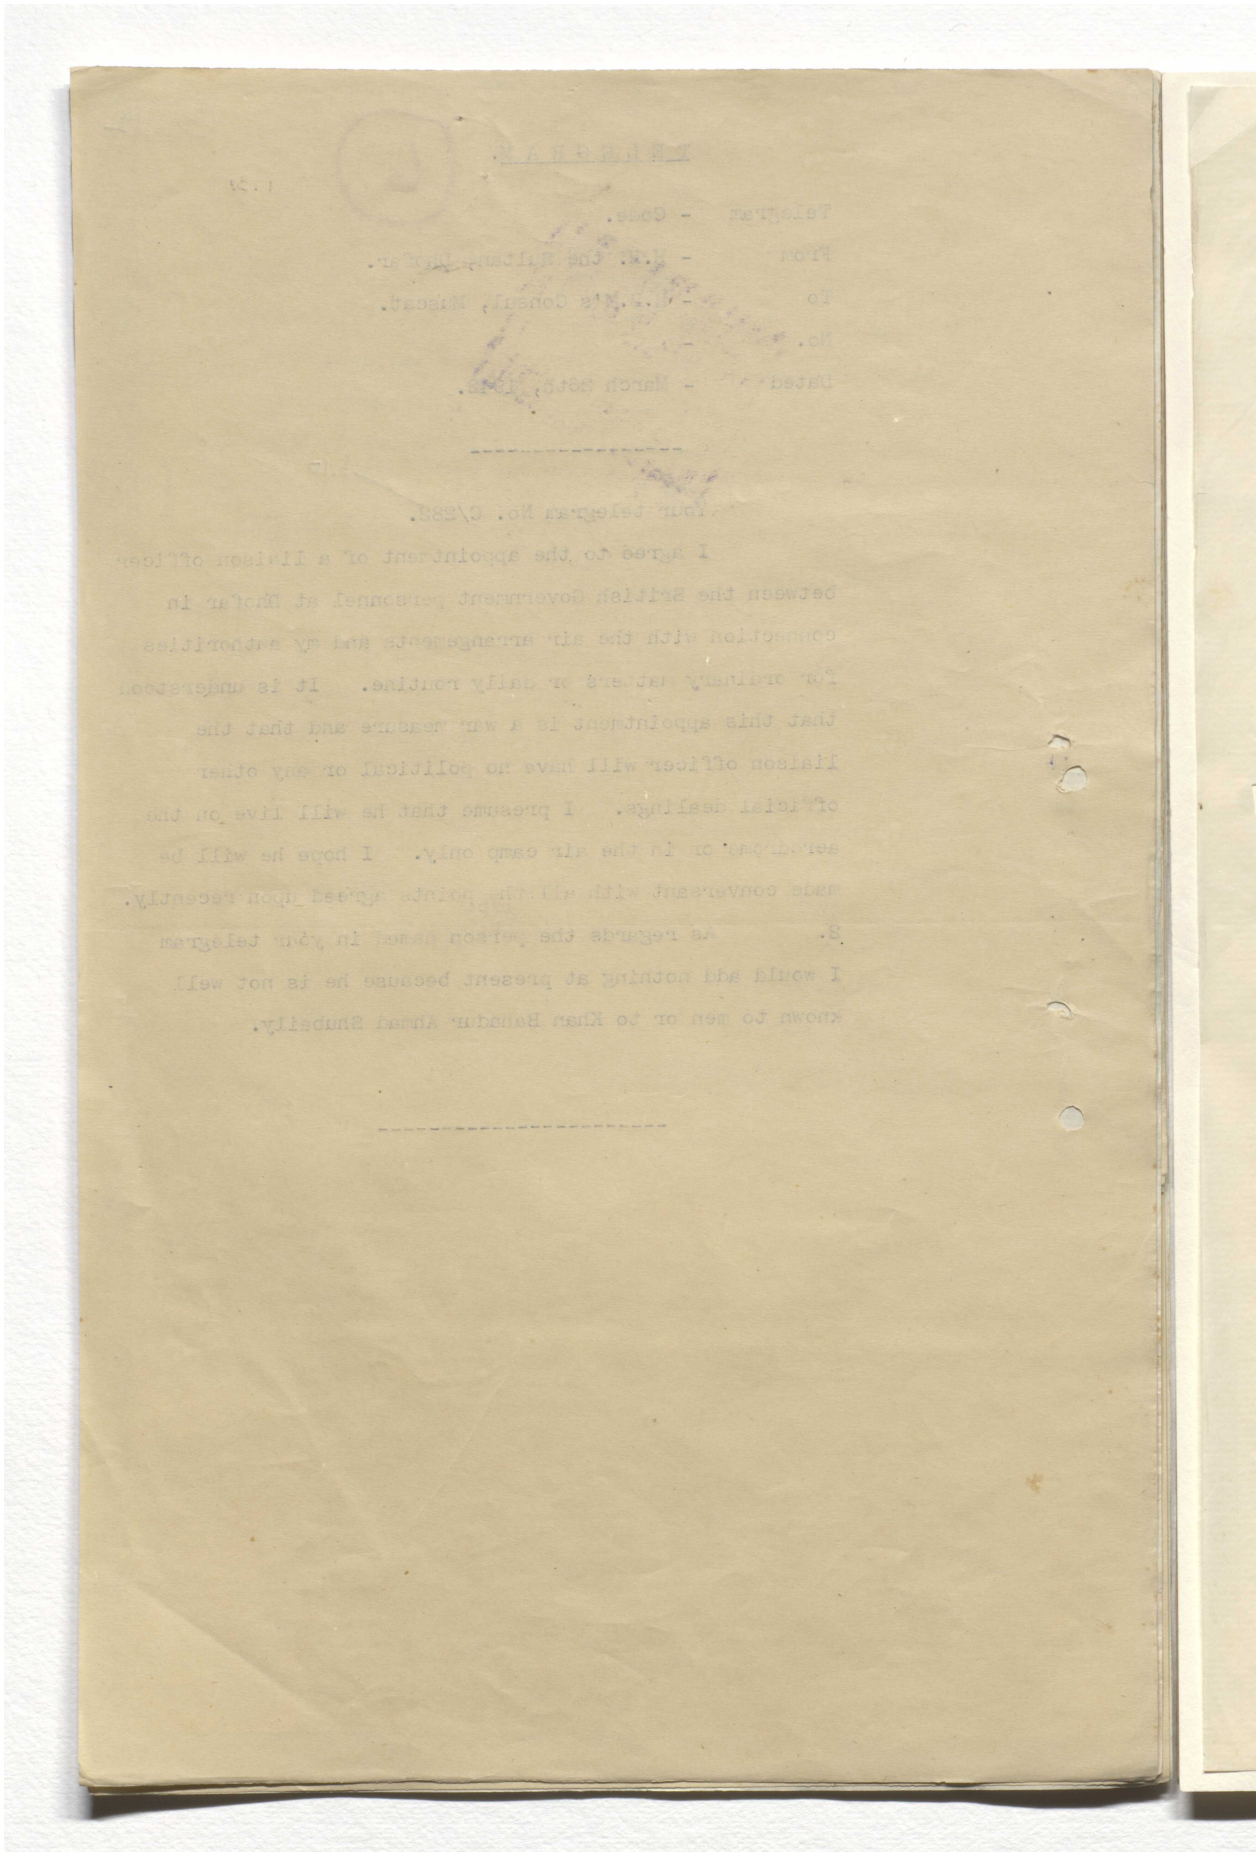 TELEGRAM.
Telegram - Code.
From - H.H. the Sultan, Dhofar.
To - H.B.M's Consul, Muscat.
No. -
Dated - March 26th, 1942.
Your telegram No. C/282.
I agree to the appointment of a liaison officer
between the British Government personnel at Dhofar in
connection with the air arrangements and my authorities
for ordinary matters or daily routine. It is understood
that this appointment is a war measure and that the
liaison officer will have no political or any other
official dealings. I presume that he will live on the
aerodrome or in the air camp only. I hope he will be
made conversant with all the points agreed upon recently.
2. As regards the person named in your telegram
I would add nothing at present because he is not well
known to men or to Khan Bahadur Ahmad Shubaily.